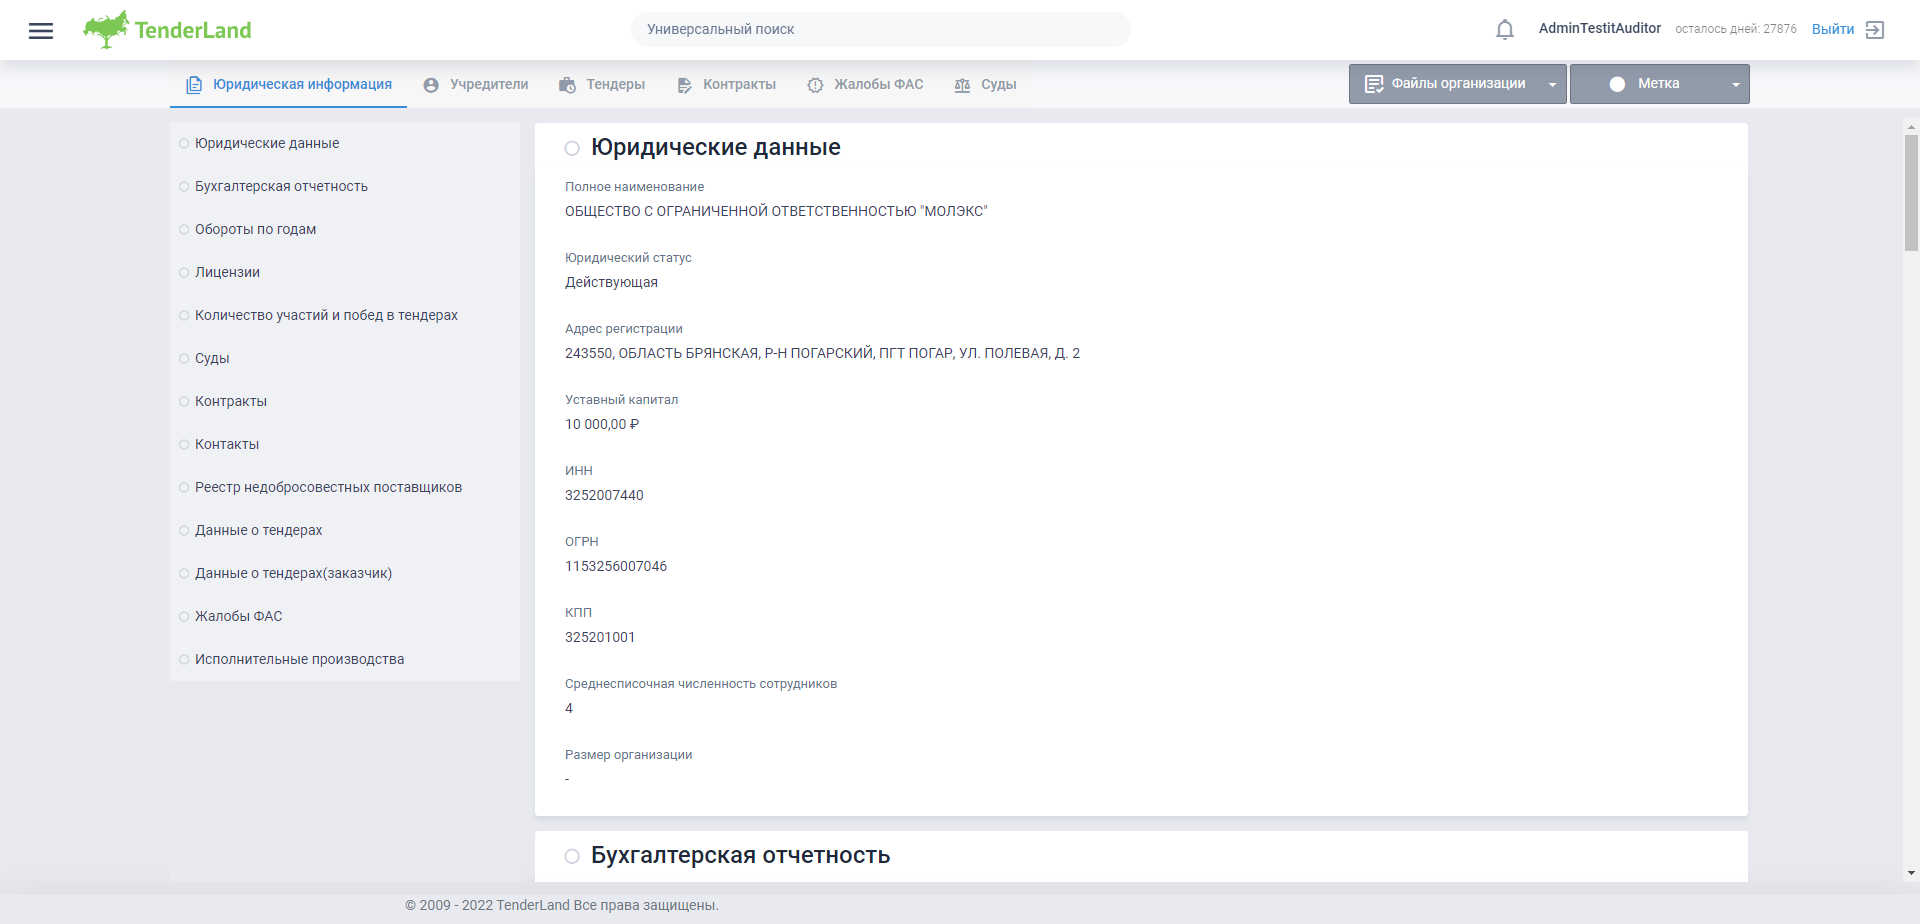 TenderLand
Универсальный поиск
AdminTestitAuditor
осталось дней: 27876
Выйти
Юридическая информация
Учредители
Тендеры
Контракты
Жалобы ФАС
Суды
Файлы организации
Метка
Юридические данные
Бухгалтерская отчетность
Обороты по годам
Лицензии
Количество участий и побед в тендерах
Суды
Контракты
Контакты
Реестр недобросовестных поставщиков
Данные о тендерах
Данные о тендерах(заказчик)
Жалобы ФАС
Исполнительные производства
Юридические данные
Полное наименование
ОБЩЕСТВО С ОГРАНИЧЕННОЙ ОТВЕТСТВЕННОСТЬЮ "МОЛЭКС"
Юридический статус
Действующая
Адрес регистрации
243550, ОБЛАСТЬ БРЯНСКАЯ, Р-Н ПОГАРСКИЙ, ПГТ ПОГАР, УЛ. ПОЛЕВАЯ, Д. 2
Уставный капитал
10 000,00 ₽
ИНН
3252007440
ОГРН
1153256007046
КПП
325201001
Среднесписочная численность сотрудников
4
Размер организации
-
Бухгалтерская отчетность
© 2009 - 2022 TenderLand Все права защищены.